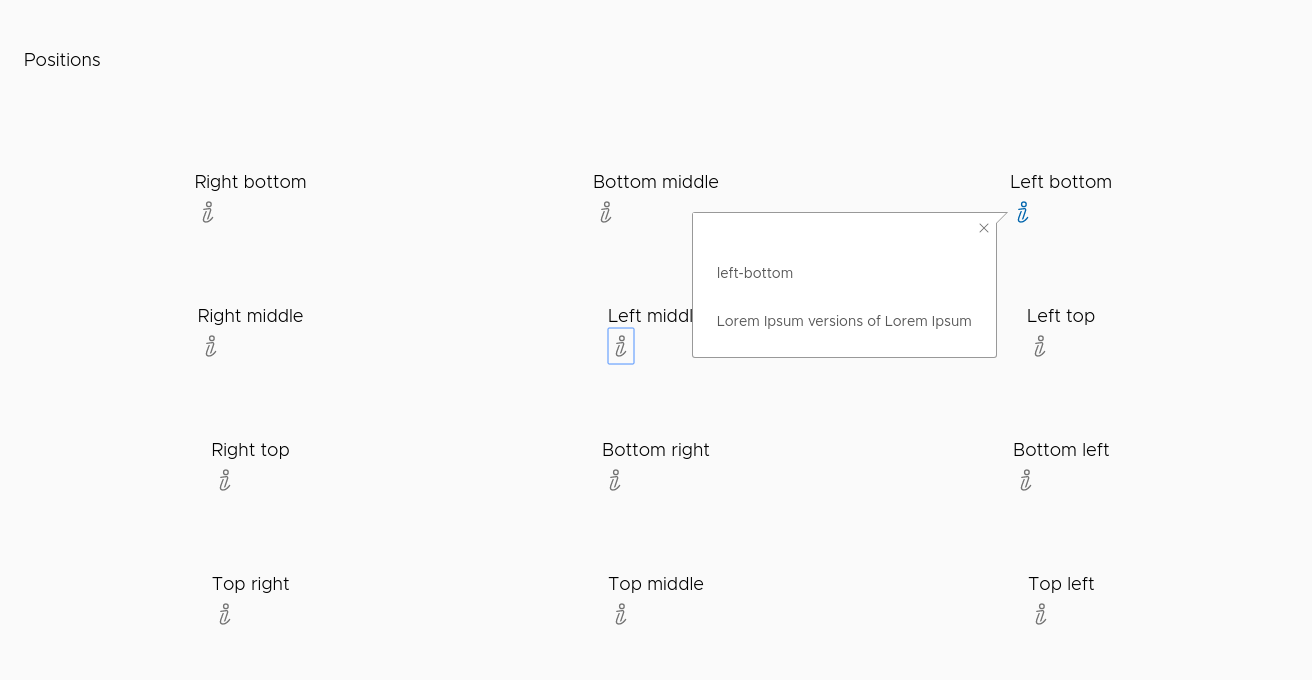 Positions
Right bottom
Bottom middle
Left bottom
left-bottom
Lorem Ipsum versions of Lorem Ipsum
Right middle
Left middl
Left top
Right top
Bottom right
Bottom left
Top right
Top middle
Top left